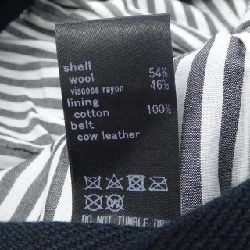 shell
wool 54%
viscose rayon 46%
lining
cotton 100%
belt
cow leather
DO NOT TUMBLE DRY